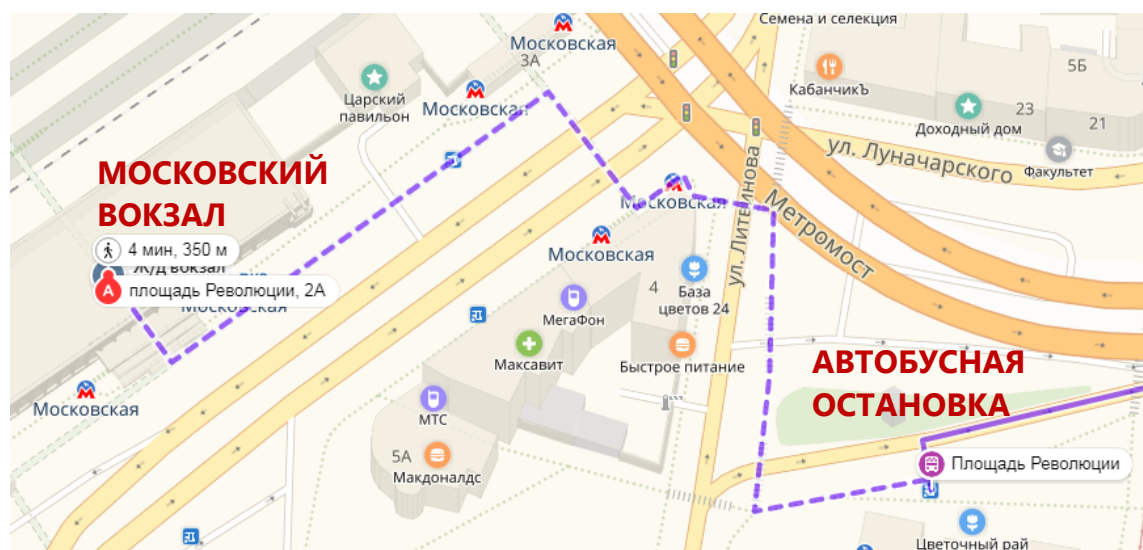 Семена и селекция
Московская
3А
КабанчикЪ
5Б
Царский
павильон
Московская
23
Доходный дом
21
ул. Луначарского
Факультет
МОСКОВСКИЙ
ВОКЗАЛ
4 мин, 350 м
Ж/д вокзал
А
площадь Революции, 2А
Московская
Московская
ул. Литвинова
Метромост
Московская
4
База
цветов 24
МегаФон
Максавит
Быстрое питание
АВТОБУСНАЯ
ОСТАНОВКА
Московская
МТС
5А
Макдоналдс
Площадь Революции
Цветочный рай